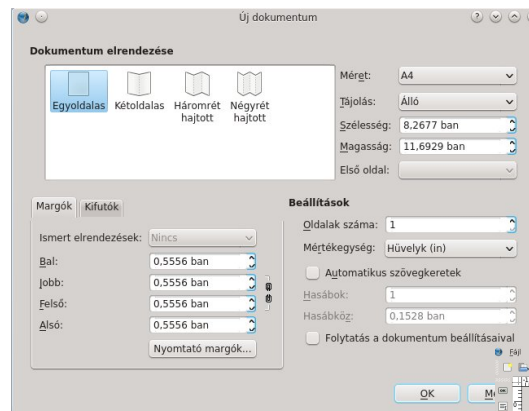 Új dokumentum
Dokumentum elrendezése
Egyoldalas
Kétoldalas
Háromrét hajtott
Négyrét hajtott
Méret: A4
Tájolás: Álló
Szélesség: 8,2677 ban
Magasság: 11,6929 ban
Első oldal:
Margók Kifutók
Ismert elrendezések: Nincs
Bal: 0,5556 ban
Jobb: 0,5556 ban
Felső: 0,5556 ban
Alsó: 0,5556 ban
Nyomtató margók...
Beállítások
Oldalak száma: 1
Mértékegység: Hüvelyk (in)
Automatikus szövegkeretek
Hasábok: 1
Hasábköz: 0,1528 ban
Folytatás a dokumentum beállításaival
Fájl
OK